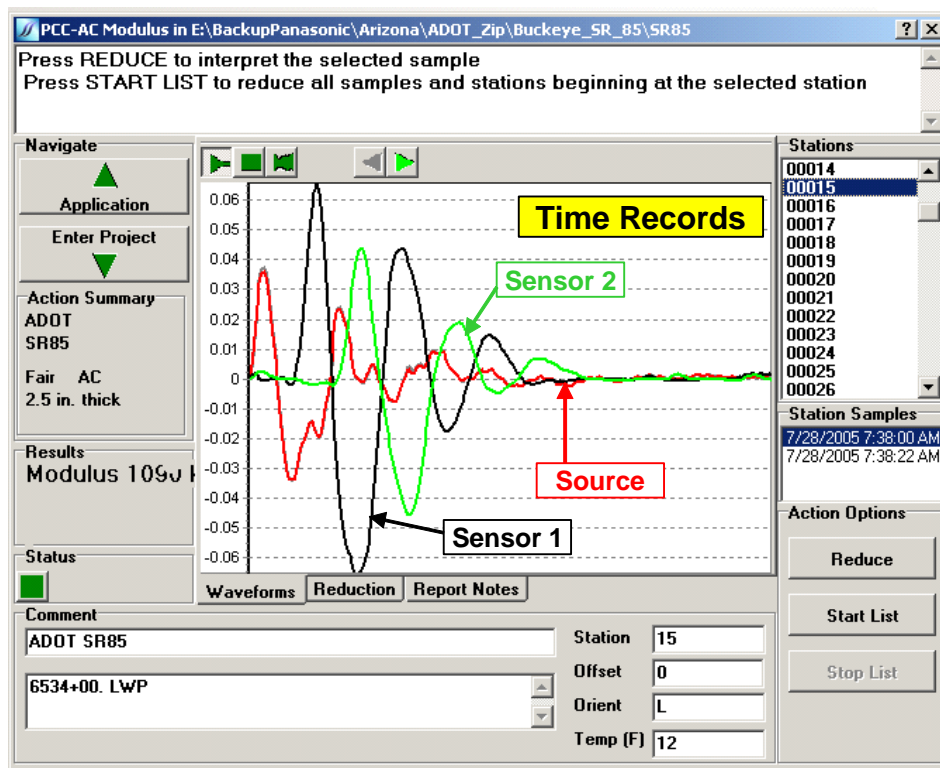 PCC-AC Modulus in E:\BackupPanasonic\Arizona\ADOT_Zip\Buckeye_SR_85\SR85
Press REDUCE to interpret the selected sample
Press START LIST to reduce all samples and stations beginning at the selected station
Navigate
Application
Enter Project
Action Summary
ADOT
SR85
Fair AC
2.5 in. thick
Results
Modulus
Status
0.06
0.05
0.04
0.03
0.02
0.01
0
-0.01
-0.02
-0.03
-0.04
-0.05
-0.06
Time Records
Sensor 2
Source
Sensor 1
Waveforms
Reduction
Report Notes
Stations
00014
00015
00016
00017
00018
00019
00020
00021
00022
00023
00024
00025
00026
Station Samples
7/28/2005 7:38:00 AM
7/28/2005 7:38:22 AM
Action Options
Reduce
Start List
Stop List
Comment
ADOT SR85
6534+00. LWP
Station 15
Offset 0
Orient L
Temp (F) 12